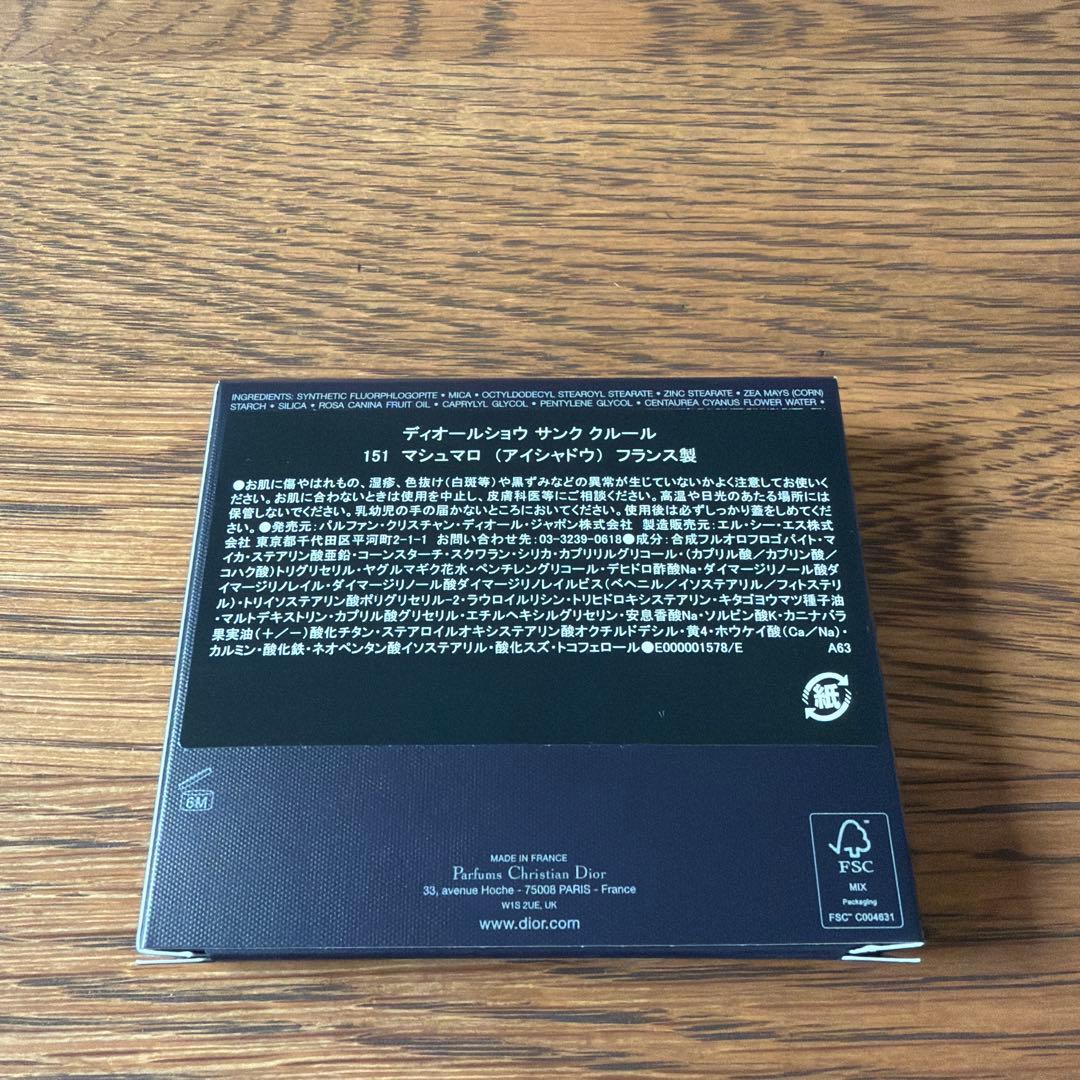 INGREDIENTS: SYNTHETIC FLUORPHLOGOPITE • MICA • OCTYLDODECYL STEAROYL STEARATE • ZINC STEARATE • ZEA MAYS (CORN)
STARCH • SILICA • ROSA CANINA FRUIT OIL • CAPRYLYL GLYCOL • PENTYLENE GLYCOL • CENTAUREA CYANUS FLOWER WATER •
ディオールショウ サンク クルール
151 マシュマロ (アイシャドウ) フランス製
●お肌に傷やはれもの、湿疹、色抜け(白斑等)や黒ずみなどの異常が生じていないかよく注意してお使いく
ださい。お肌に合わないときは使用を中止し、皮膚科医等にご相談ください。高温や日光のあたる場所には
保管しないでください。乳幼児の手の届かないところにおいてください。使用後は必ずしっかり蓋をしめてくだ
さい。●発売元:パルファン・クリスチャン・ディオール・ジャポン株式会社 製造販売元:エル・シー・エス株式
会社 東京都千代田区平河町2-1-1 お問い合わせ先:03-3239-0618●成分:合成フルオロフロゴパイト・マ
イカ・ステアリン酸亜鉛・コーンスターチ・スクワラン・シリカ・カプリリルグリコール・(カプリル酸/カプリン酸/
コハク酸)トリグリセリル・ヤグルマギク花水・ペンチレングリコール・デヒドロ酢酸Na・ダイマージリノール酸ダ
イマージリノレイル・ダイマージリノール酸ダイマージリノレイルビス(ベヘニル/イソステアリル/フィトステリ
ル)・トリイソステアリン酸ポリグリセリル-2・ラウロイルリシン・トリヒドロキシステアリン・キタゴヨウマツ種子油
・マルトデキストリン・カプリル酸グリセリル・エチルヘキシルグリセリン・安息香酸Na・ソルビン酸K・カニナバラ
果実油(+/-)酸化チタン・ステアロイルオキシステアリン酸オクチルドデシル・黄4・ホウケイ酸(Ca/Na)・
カルミン・酸化鉄・ネオペンタン酸イソステアリル・酸化スズ・トコフェロール●E000001578/E A63
紙
6M
MADE IN FRANCE
Parfums Christian Dior
33, avenue Hoche - 75008 PARIS - France
W1S 2UE, UK
www.dior.com
FSC
MIX
Packaging
FSC™ C004631